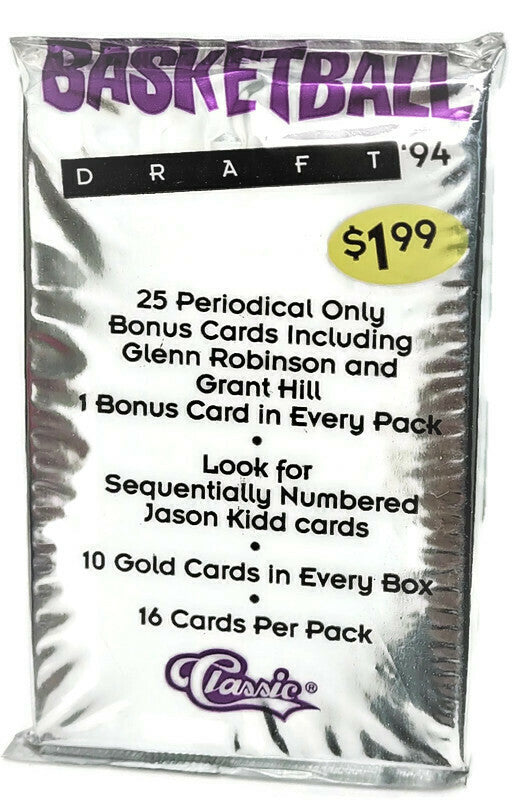 BASKETBALL
DRAFT '94
$1.99
25 Periodical Only
Bonus Cards Including
Glenn Robinson and
Grant Hill
1 Bonus Card in Every Pack
•
Look for
Sequentially Numbered
Jason Kidd cards
•
10 Gold Cards in Every Box
•
16 Cards Per Pack
Classic®